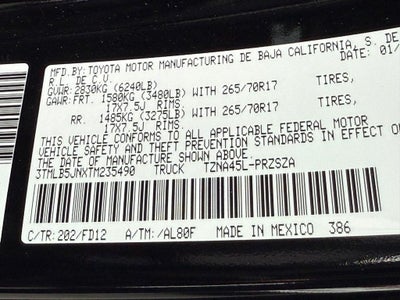 MFD.BY:TOYOTA MOTOR MANUFACTURING DE BAJA CALIFORNIA, S. DE
R.L. DE C.V. DATE: 01/
GVWR:2830KG (6240LB)
GAWR:FRT. 1580KG (3480LB) WITH 265/70R17 TIRES,
17X7.5J RIMS
RR. 1485KG (3275LB) WITH 265/70R17 TIRES,
17X7.5J RIMS
THIS VEHICLE CONFORMS TO ALL APPLICABLE FEDERAL MOTOR
VEHICLE SAFETY AND THEFT PREVENTION STANDARDS IN EFFECT O
THE DATE OF MANUFACTURE SHOWN ABOVE.
3TMLB5JNXTM235490 TRUCK TZNA45L-PRZSZA
C/TR:202/FD12 A/TM:/AL80F MADE IN MEXICO 386